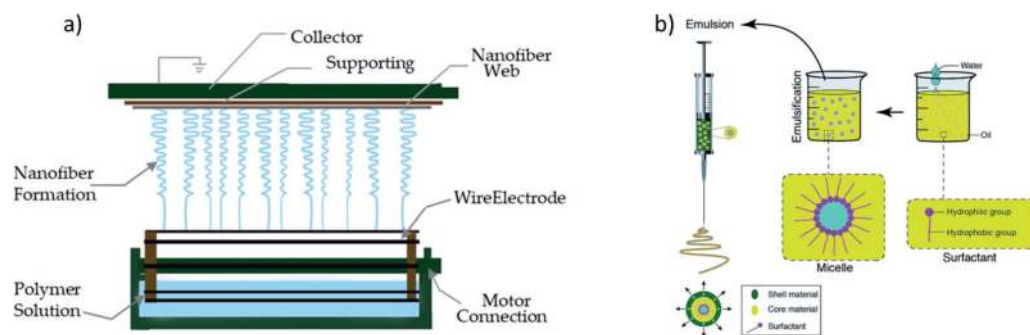 a)
Collector
Supporting
Nanofiber
Web
Nanofiber
Formation
WireElectrode
Polymer
Solution
Motor
Connection
b)
Emulsion
Water
Emulsification
Oil
Hydrophilic group
Hydrophobic group
Micelle
Surfactant
Shell material
Core material
Surfactant